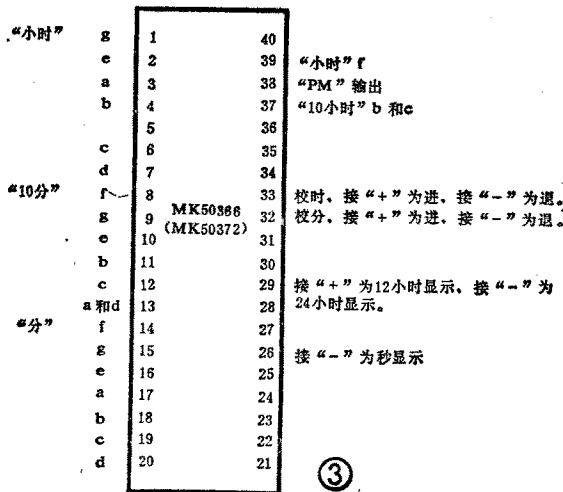 “小时” g 1 40
e 2 39 “小时” f
a 3 38 “PM” 输出
b 4 37 “10小时” b 和c
5 36
c 6 35
d 7 34
“10分” f 8 33 校时、接“+”为进、接“-”为退。
MK50366
g 9 32 校分、接“+”为进、接“-”为退。
(MK50372)
e 10 31
b 11 30
c 12 29 接“+”为12小时显示、接“-”为
a 和d 13 28 24小时显示。
“分” f 14 27
g 15 26 接“-”为秒显示
e 16 25
a 17 24
b 18 23
c 19 22
d 20 21
③